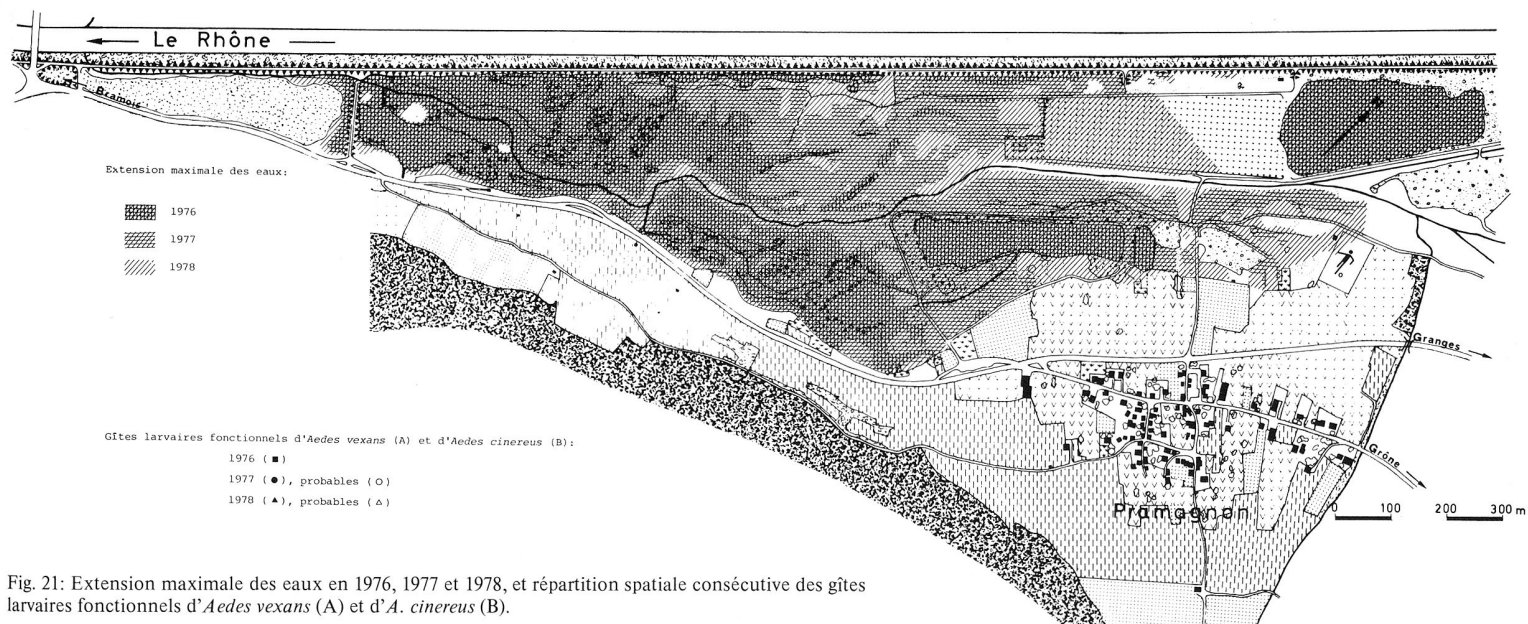 Le Rhône
Bramois
Extension maximale des eaux:
1976
1977
1978
Granges
Grône
Pramagnon
0 100 200 300 m
Gîtes larvaires fonctionnels d'Aedes vexans (A) et d'Aedes cinereus (B):
1976 (■)
1977 (●), probables (○)
1978 (▲), probables (△)
Fig. 21: Extension maximale des eaux en 1976, 1977 et 1978, et répartition spatiale consécutive des gîtes
larvaires fonctionnels d'Aedes vexans (A) et d'A. cinereus (B).